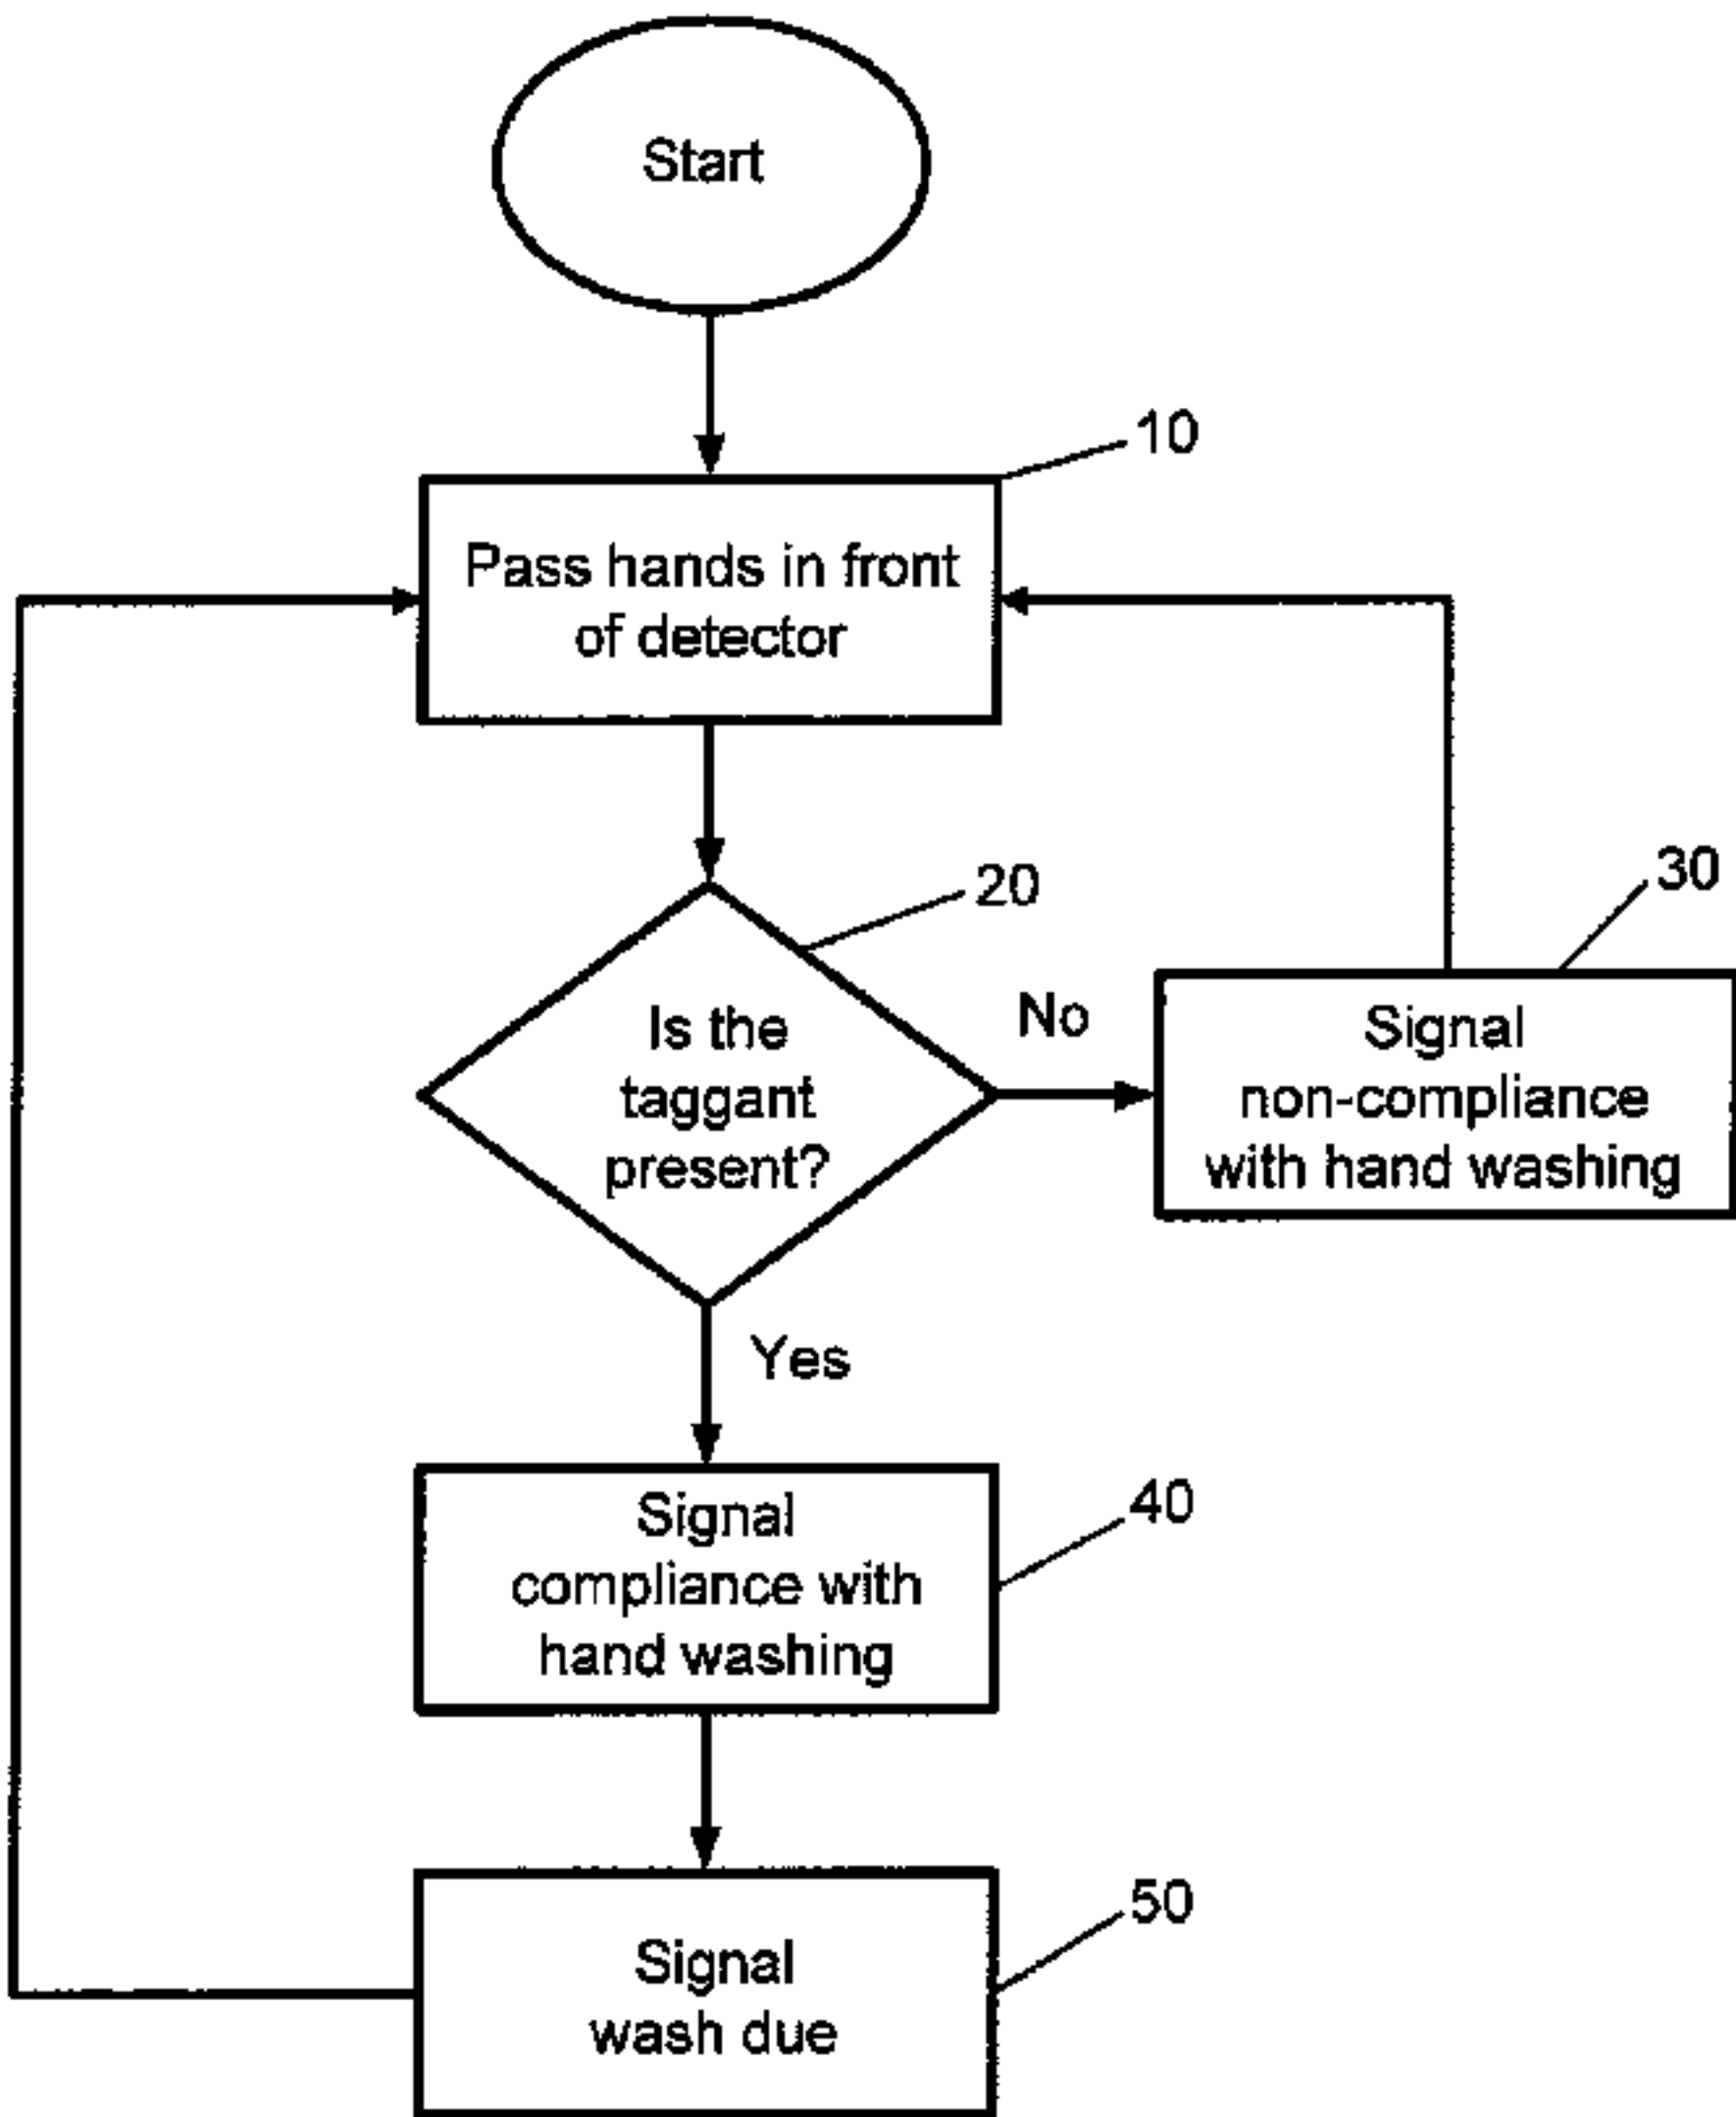 Start
10
Pass hands in front
of detector
20
30
Is the
taggant
present?
No
Signal
non-compliance
with hand washing
Yes
Signal
compliance with
hand washing
40
Signal
wash due
50